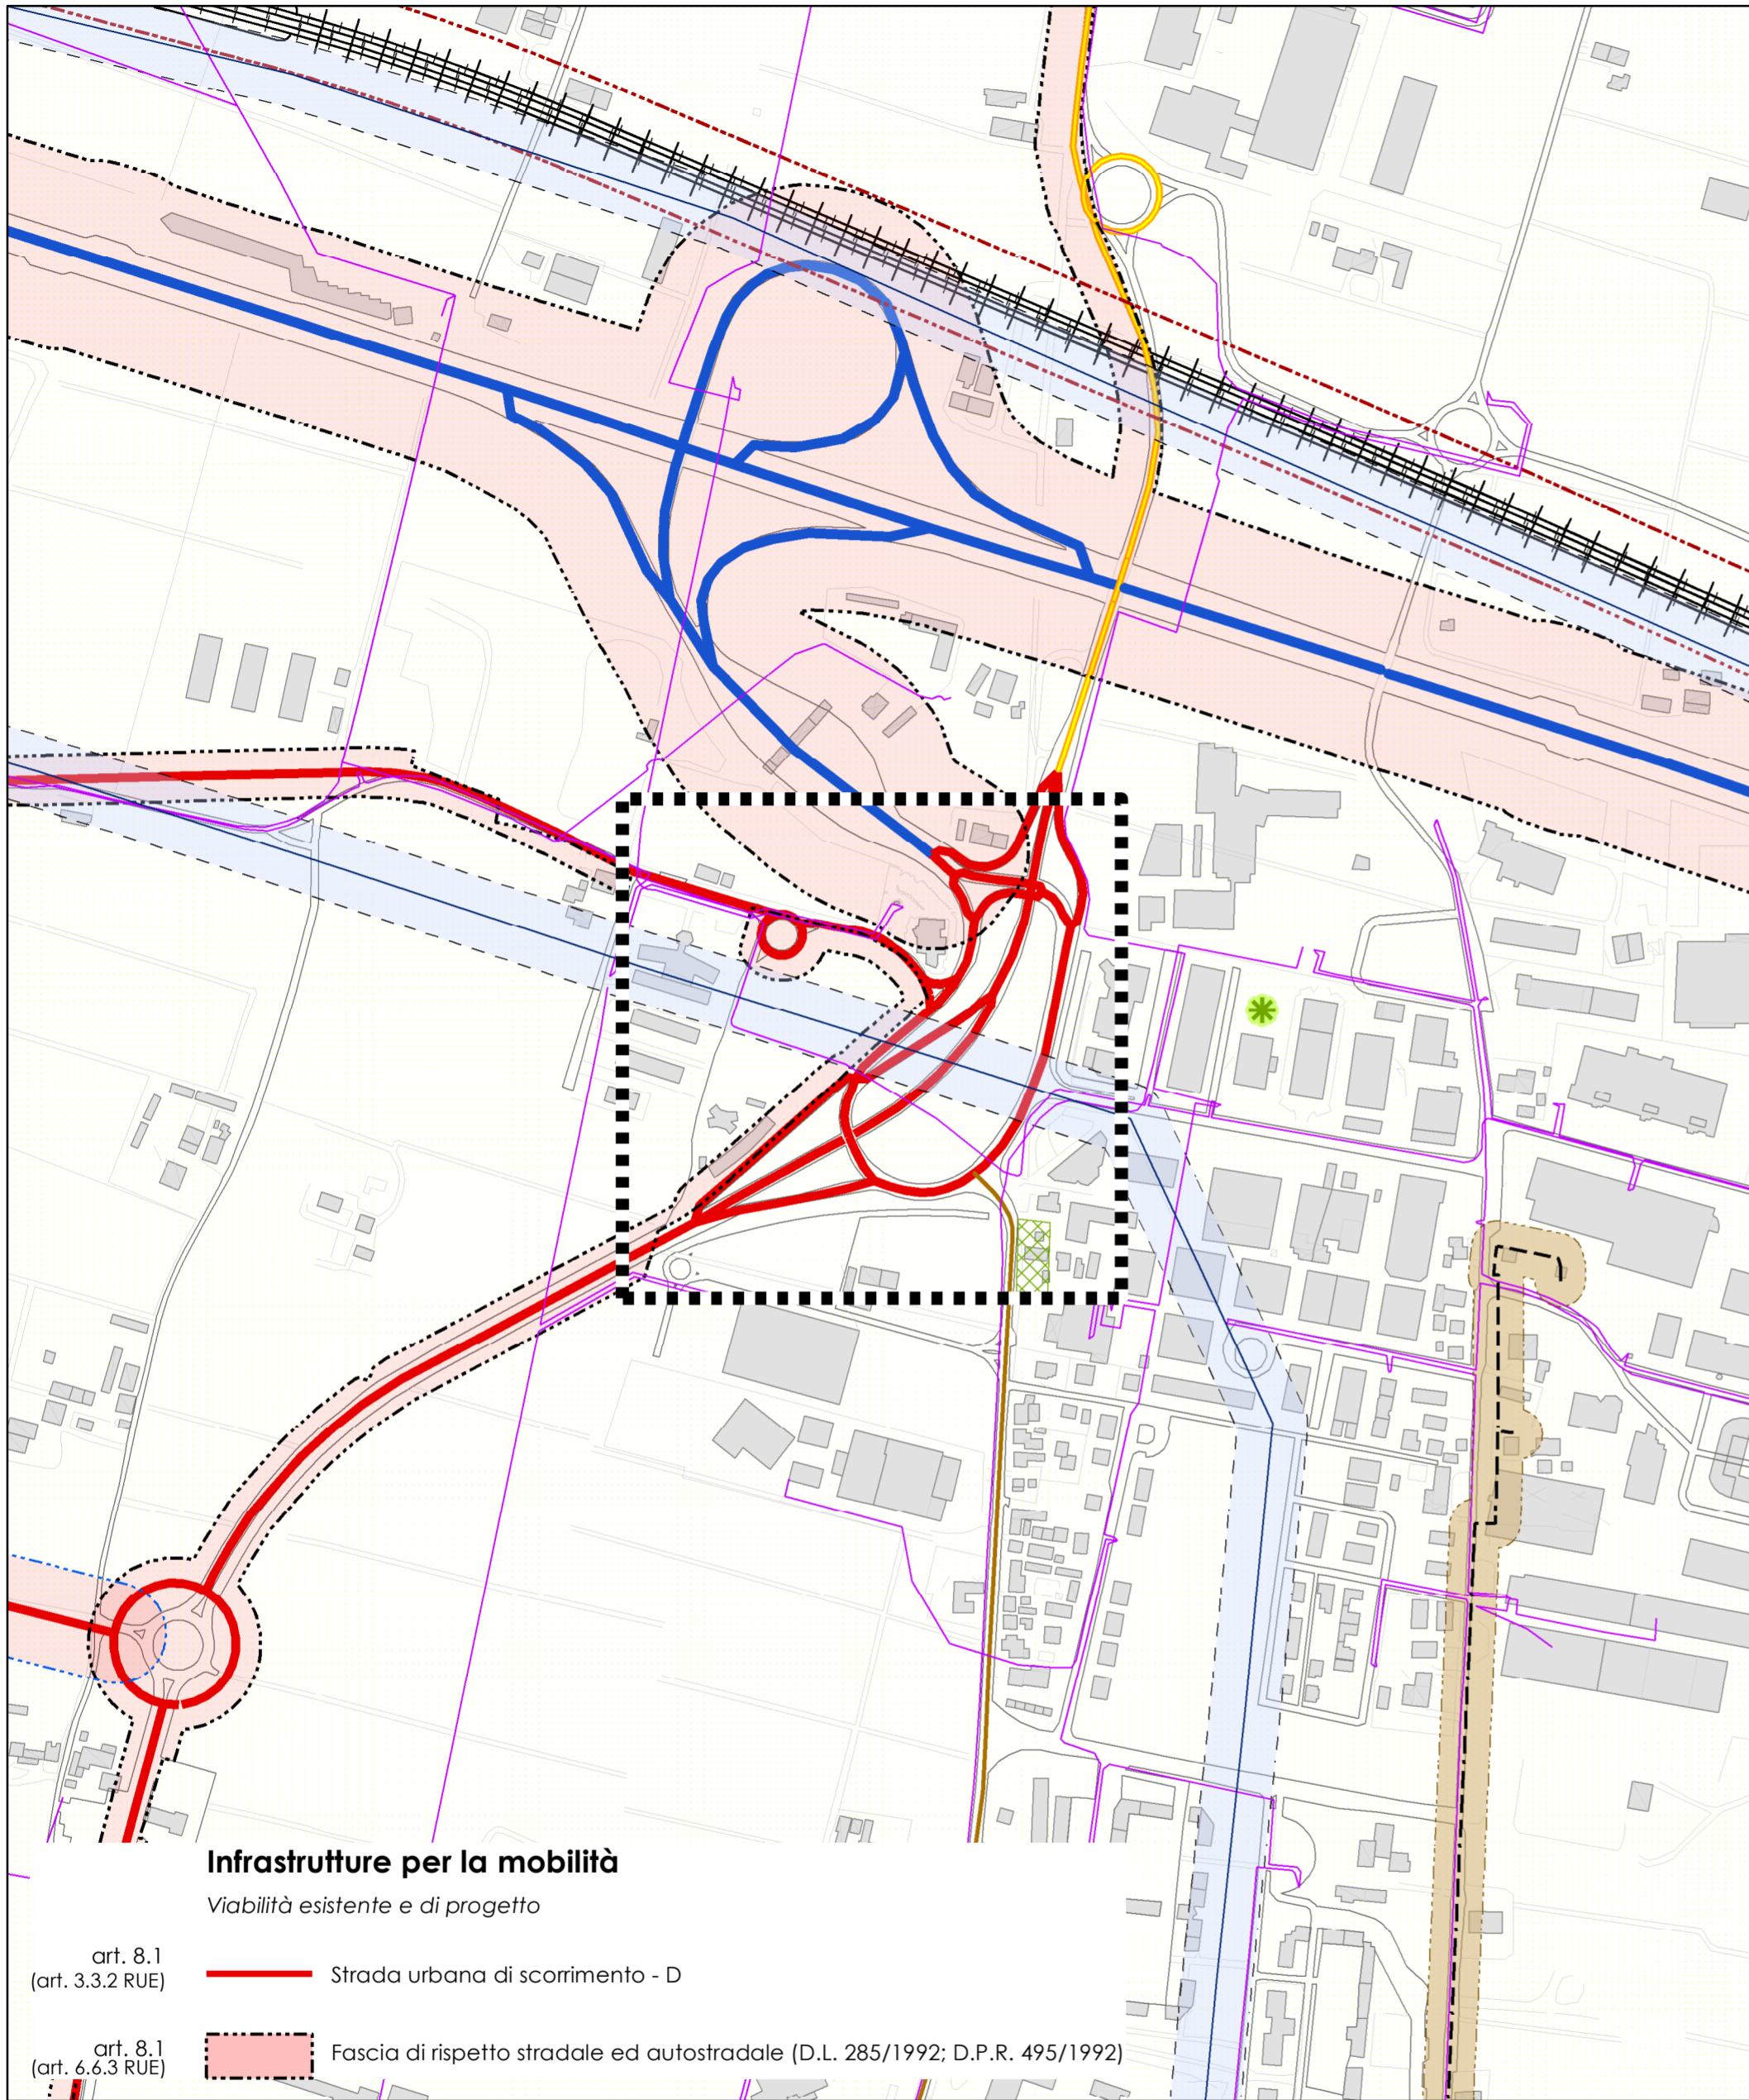 Infrastrutture per la mobilità
Viabilità esistente e di progetto
art. 8.1
(art. 3.3.2 RUE)
Strada urbana di scorrimento - D
art. 8.1
(art. 6.6.3 RUE)
Fascia di rispetto stradale ed autostradale (D.L. 285/1992; D.P.R. 495/1992)